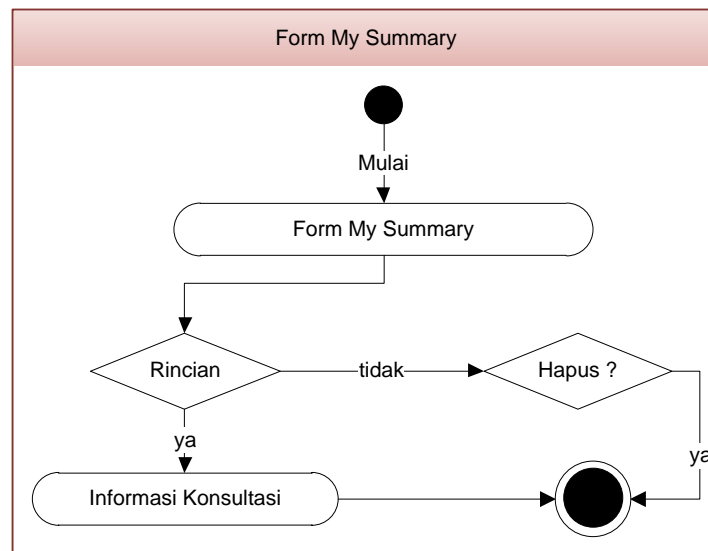 Form My Summary
Mulai
Form My Summary
Rincian
tidak
Hapus ?
ya
ya
Informasi Konsultasi